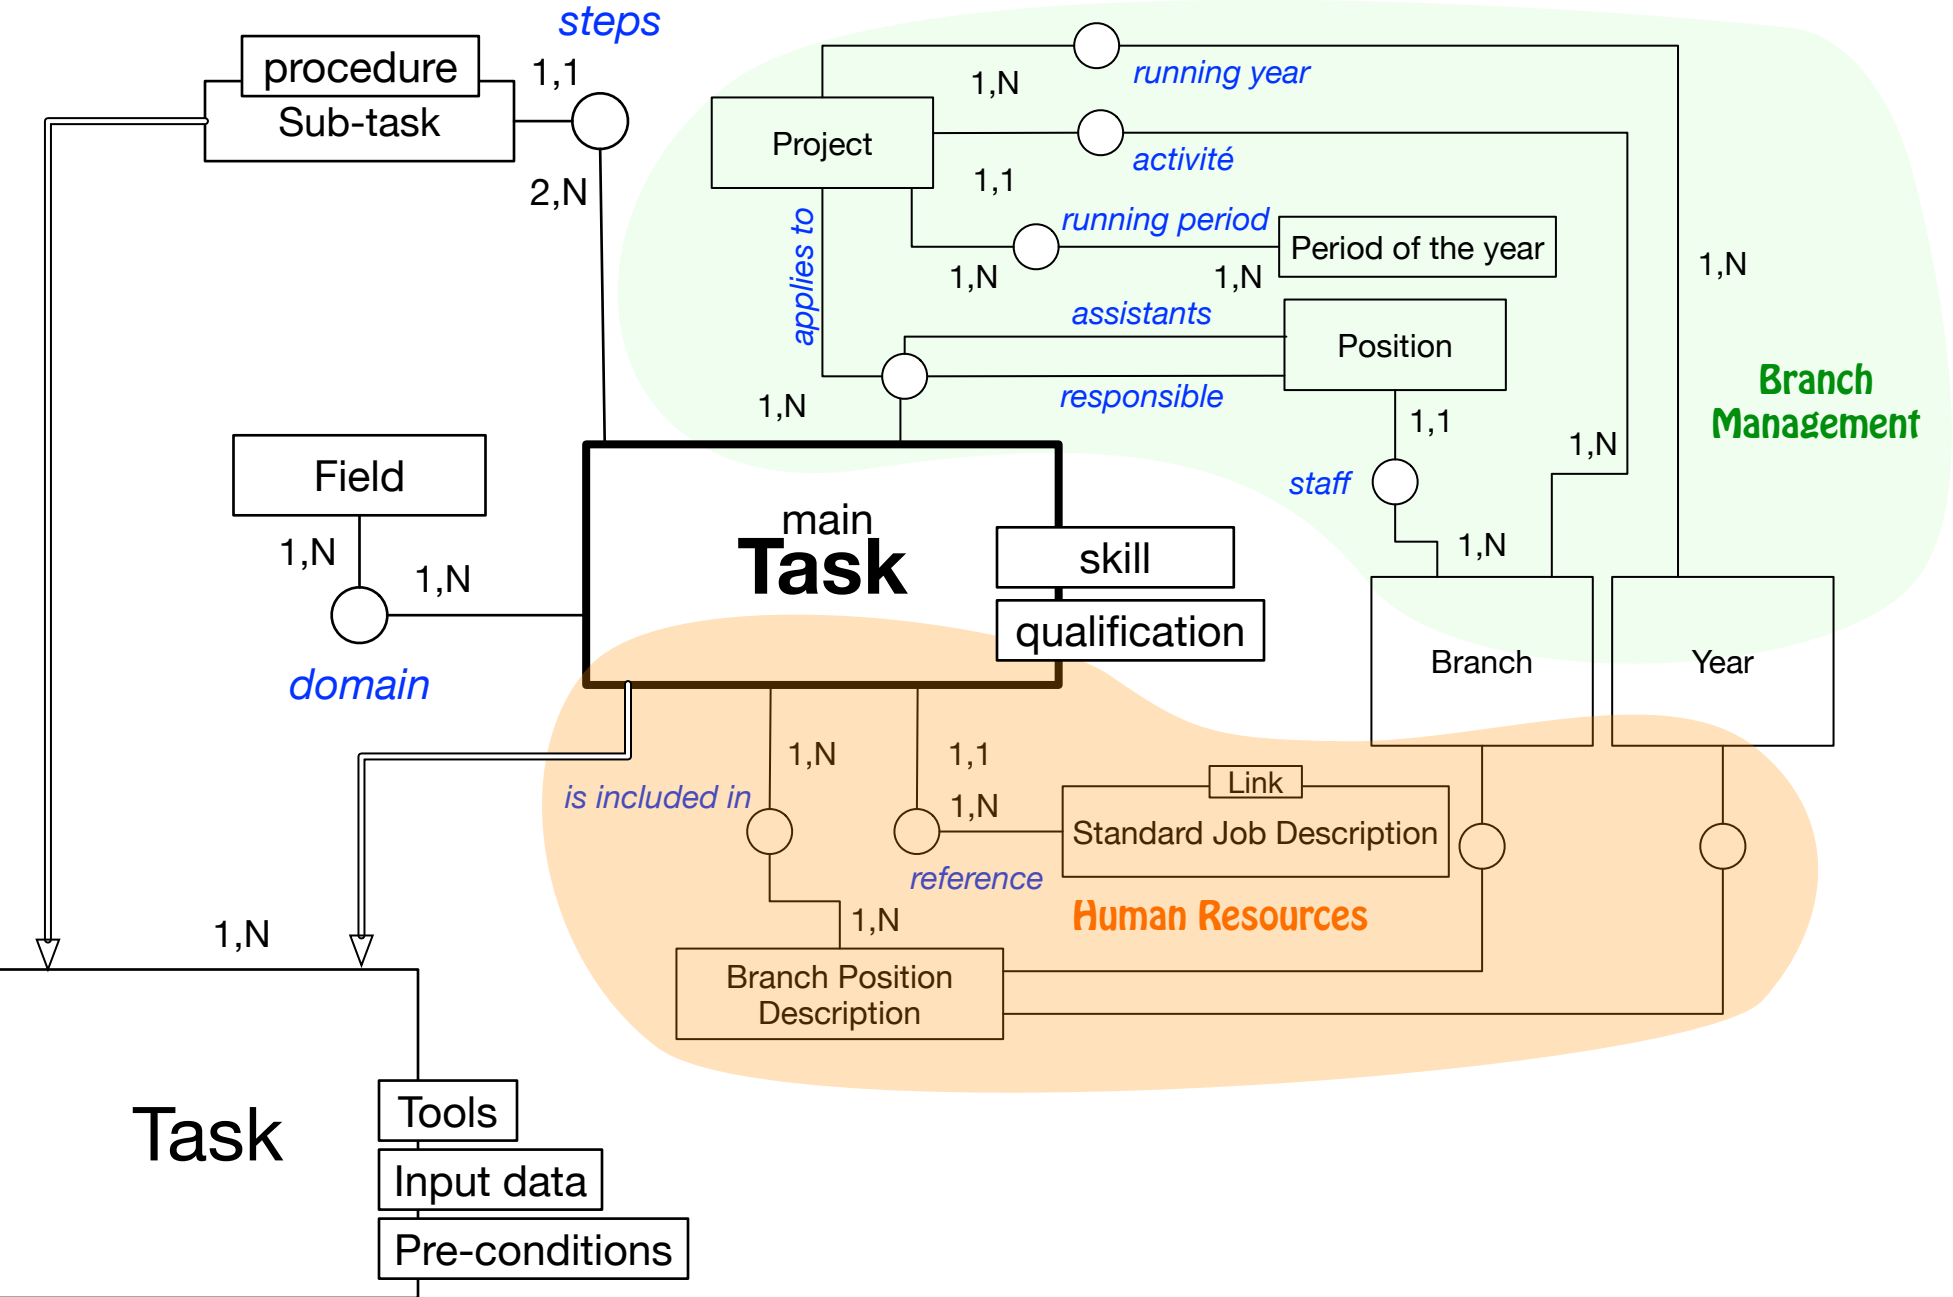 steps
procedure
1,1
Sub-task
2,N
running year
1,N
Project
activité
1,1
applies to
running period
Period of the year
1,N
1,N
1,N
assistants
Position
responsible
1,N
1,1
Branch
Management
1,N
staff
1,N
Field
1,N
1,N
domain
main
Task
skill
qualification
Branch
Year
1,N
1,1
is included in
1,N
Link
Standard Job Description
reference
Human Resources
1,N
Branch Position
Description
1,N
Task
Tools
Input data
Pre-conditions